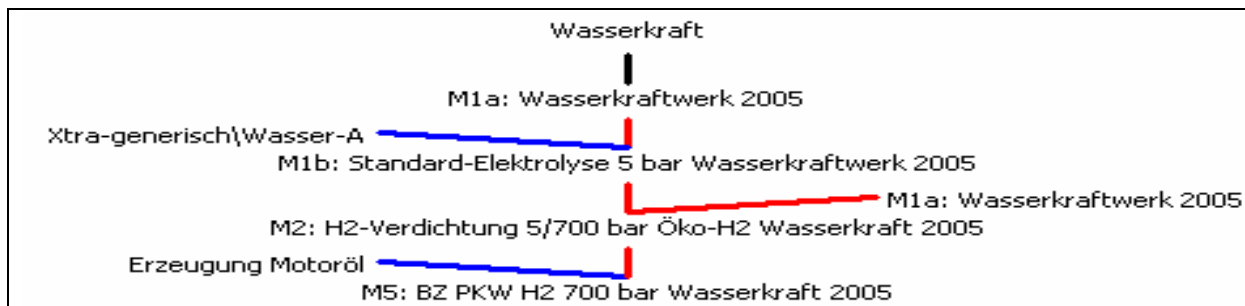 Wasserkraft
M1a: Wasserkraftwerk 2005
Xtra-generisch\Wasser-A
M1b: Standard-Elektrolyse 5 bar Wasserkraftwerk 2005
M1a: Wasserkraftwerk 2005
M2: H2-Verdichtung 5/700 bar Öko-H2 Wasserkraft 2005
Erzeugung Motoröl
M5: BZ PKW H2 700 bar Wasserkraft 2005